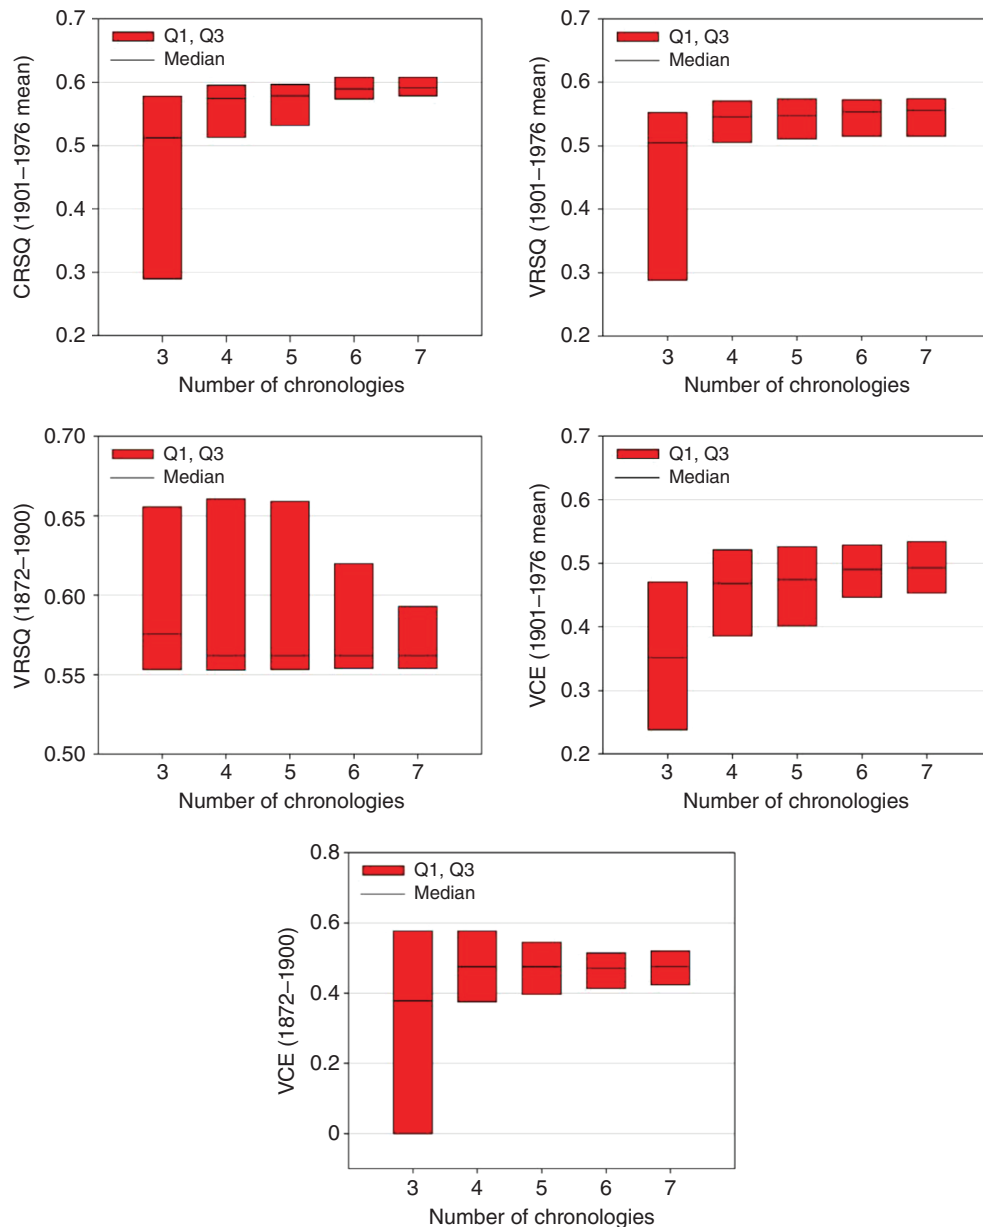 0.7
0.6
0.5
0.4
0.3
0.2
CRSQ (1901–1976 mean)
Q1, Q3
Median
3 4 5 6 7
Number of chronologies
0.7
0.6
0.5
0.4
0.3
0.2
VRSQ (1901–1976 mean)
Q1, Q3
Median
3 4 5 6 7
Number of chronologies
0.70
0.65
0.60
0.55
0.50
VRSQ (1872–1900)
Q1, Q3
Median
3 4 5 6 7
Number of chronologies
0.7
0.6
0.5
0.4
0.3
0.2
VCE (1901–1976 mean)
Q1, Q3
Median
3 4 5 6 7
Number of chronologies
0.8
0.6
0.4
0.2
0
VCE (1872–1900)
Q1, Q3
Median
3 4 5 6 7
Number of chronologies